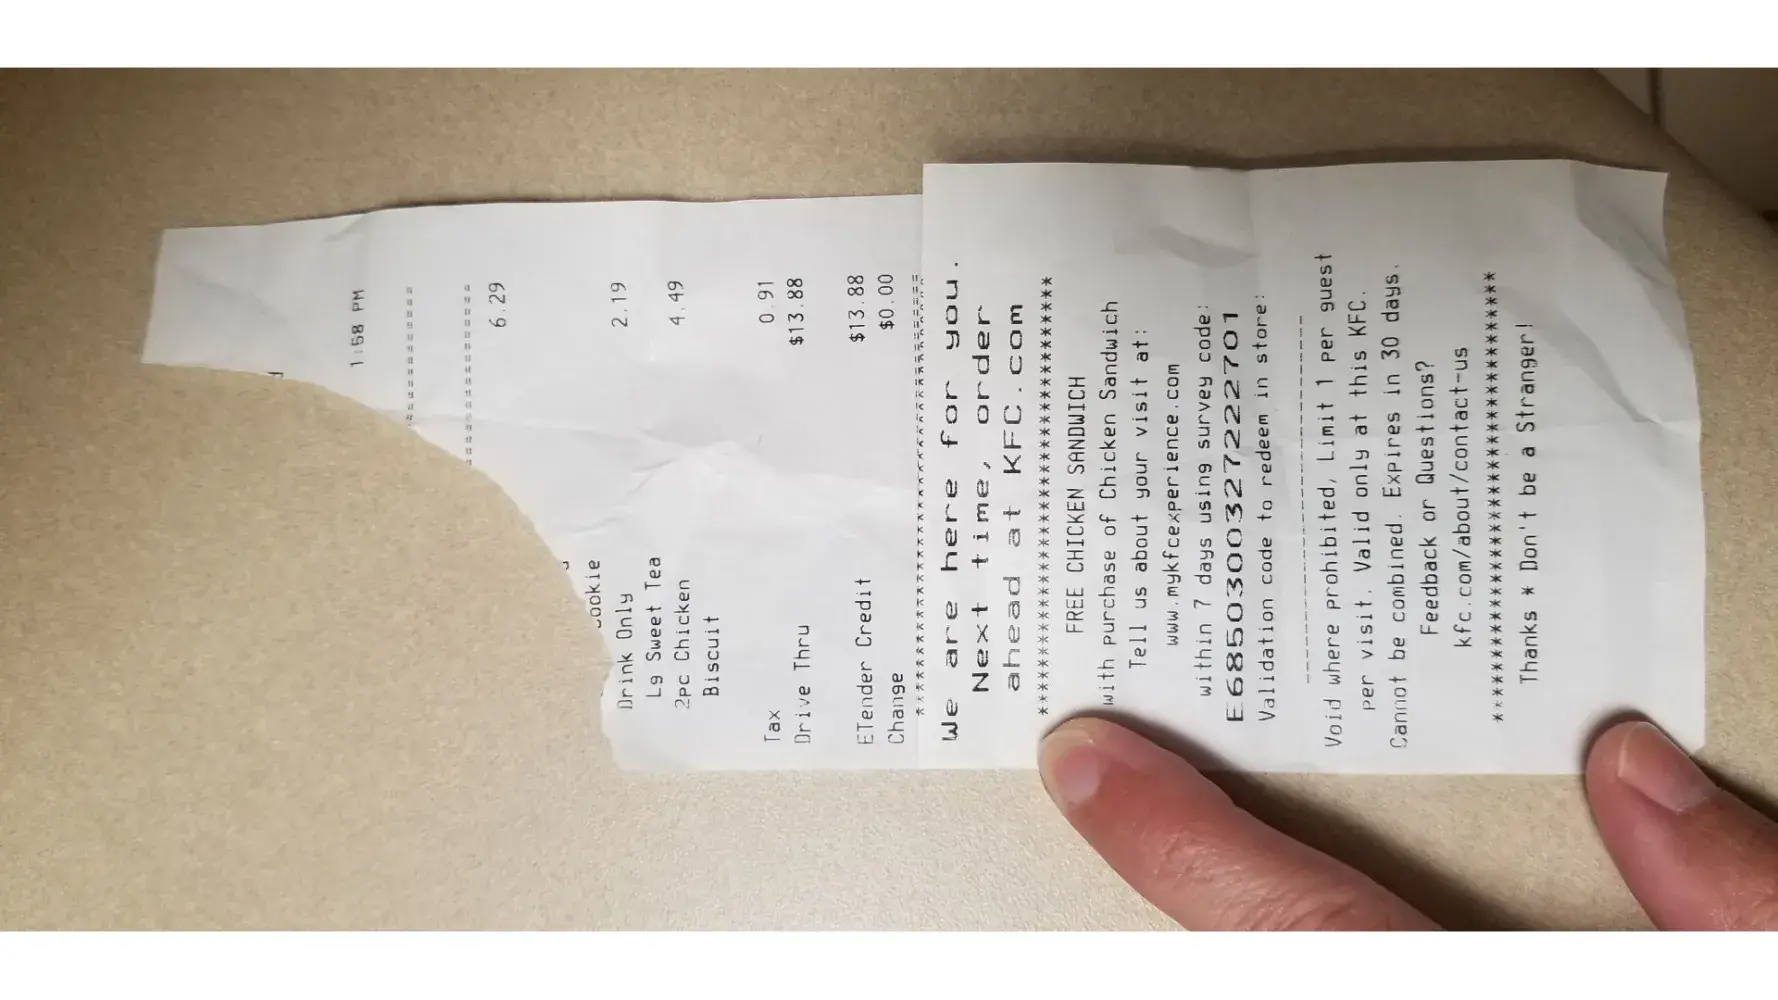 1:58 PM
====================
====================
6.29
Cookie
Drink Only 2.19
Lg Sweet Tea
2PC Chicken 4.49
Biscuit
Tax 0.91
Drive Thru $13.88
ETender Credit $13.88
Change $0.00
We are here for you.
Next time, order
ahead at KFC.com
****************************************
FREE CHICKEN SANDWICH
with purchase of Chicken Sandwich
Tell us about your visit at:
www.mykfcexperience.com
within 7 days using survey code:
E68503003272222701
Validation code to redeem in store:
------------------------------
Void where prohibited, Limit 1 per guest
per visit. Valid only at this KFC.
Cannot be combined. Expires in 30 days.
Feedback or Questions?
kfc.com/about/contact-us
****************************************
Thanks * Don't be a Stranger!